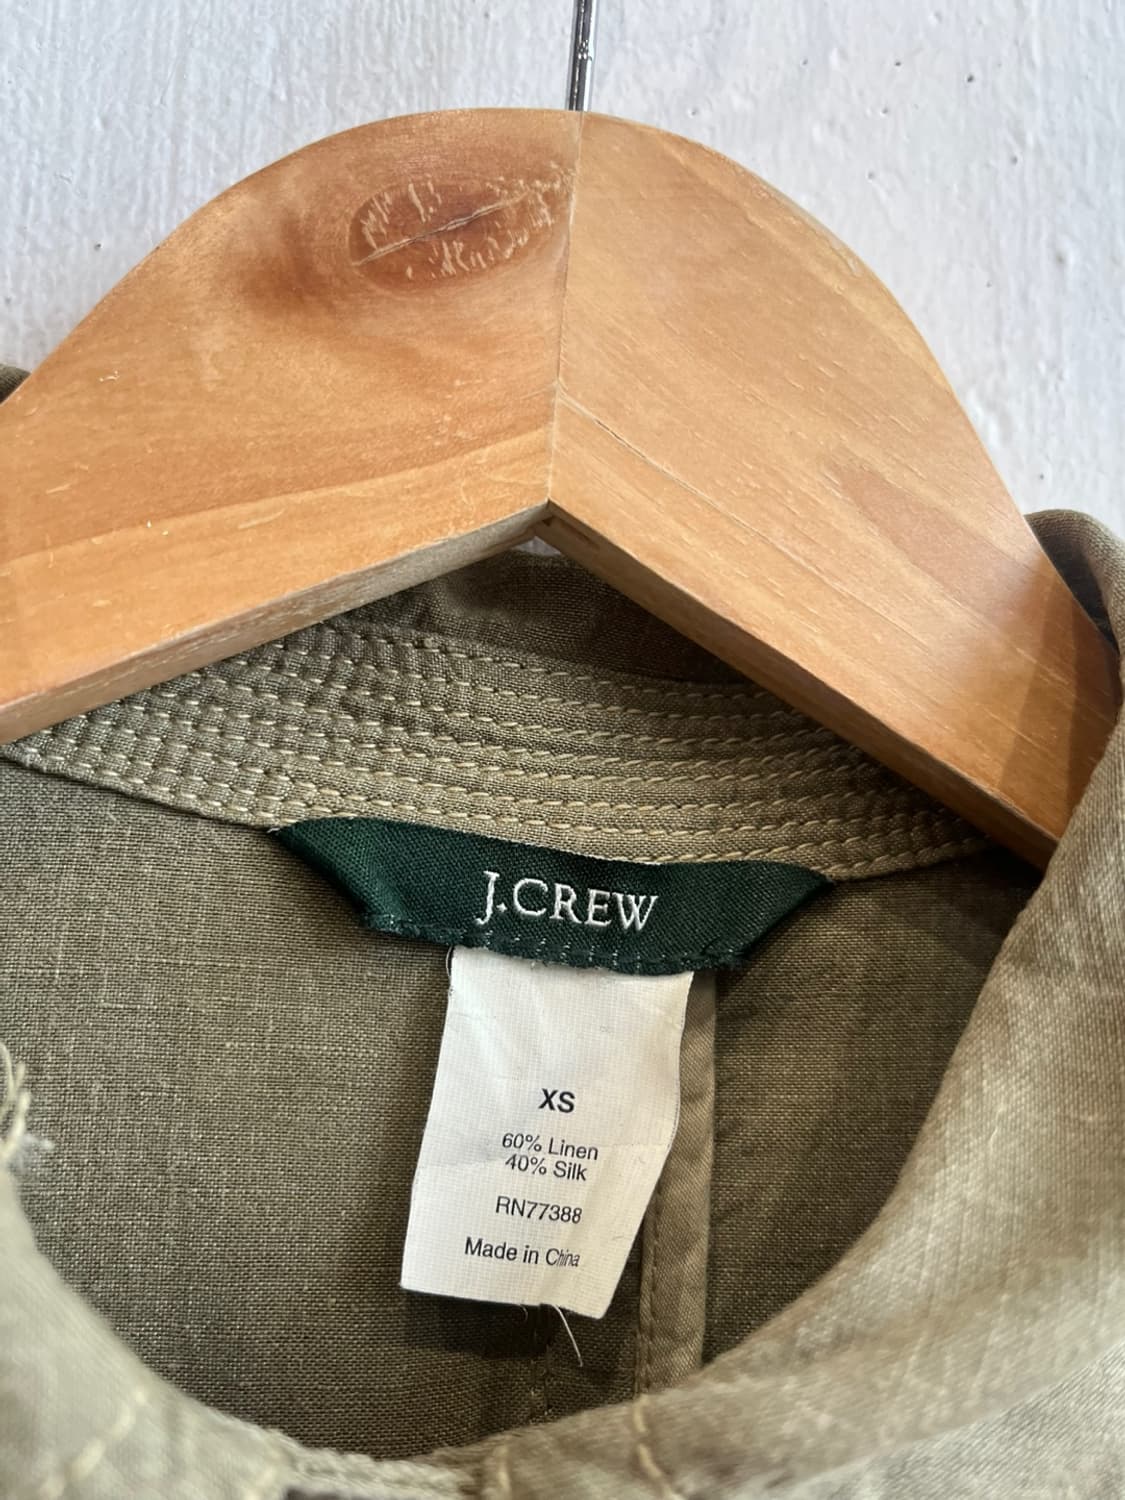 J.CREW
XS
60% Linen
40% Silk
RN77388
Made in China